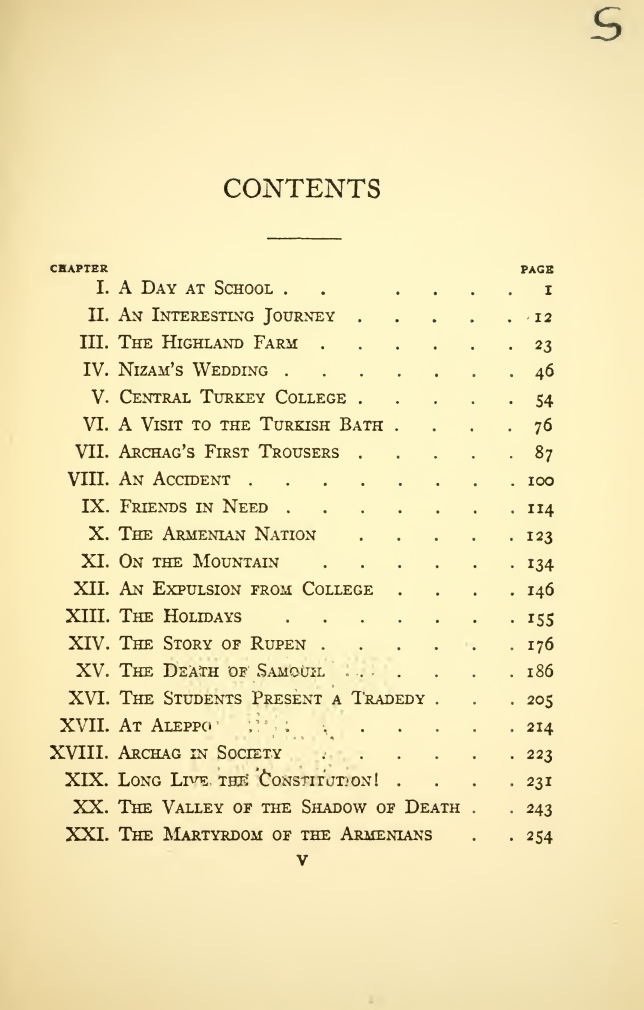 S
CONTENTS
CHAPTER PAGE
I. A Day at School . . . . . . . 1
II. An Interesting Journey . . . . . 12
III. The Highland Farm . . . . . . 23
IV. Nizam's Wedding . . . . . . . 46
V. Central Turkey College . . . . . 54
VI. A Visit to the Turkish Bath . . . . 76
VII. Archag's First Trousers . . . . . 87
VIII. An Accident . . . . . . . . 100
IX. Friends in Need . . . . . . . 114
X. The Armenian Nation . . . . . 123
XI. On the Mountain . . . . . . 134
XII. An Expulsion from College . . . . 146
XIII. The Holidays . . . . . . . 155
XIV. The Story of Rupen . . . . . . 176
XV. The Death of Samouil . . . . . . 186
XVI. The Students Present a Tradedy . . . 205
XVII. At Aleppo . . . . . 214
XVIII. Archag in Society . . . . . . 223
XIX. Long Live the Constitution! . . . . 231
XX. The Valley of the Shadow of Death . . 243
XXI. The Martyrdom of the Armenians . . 254
V